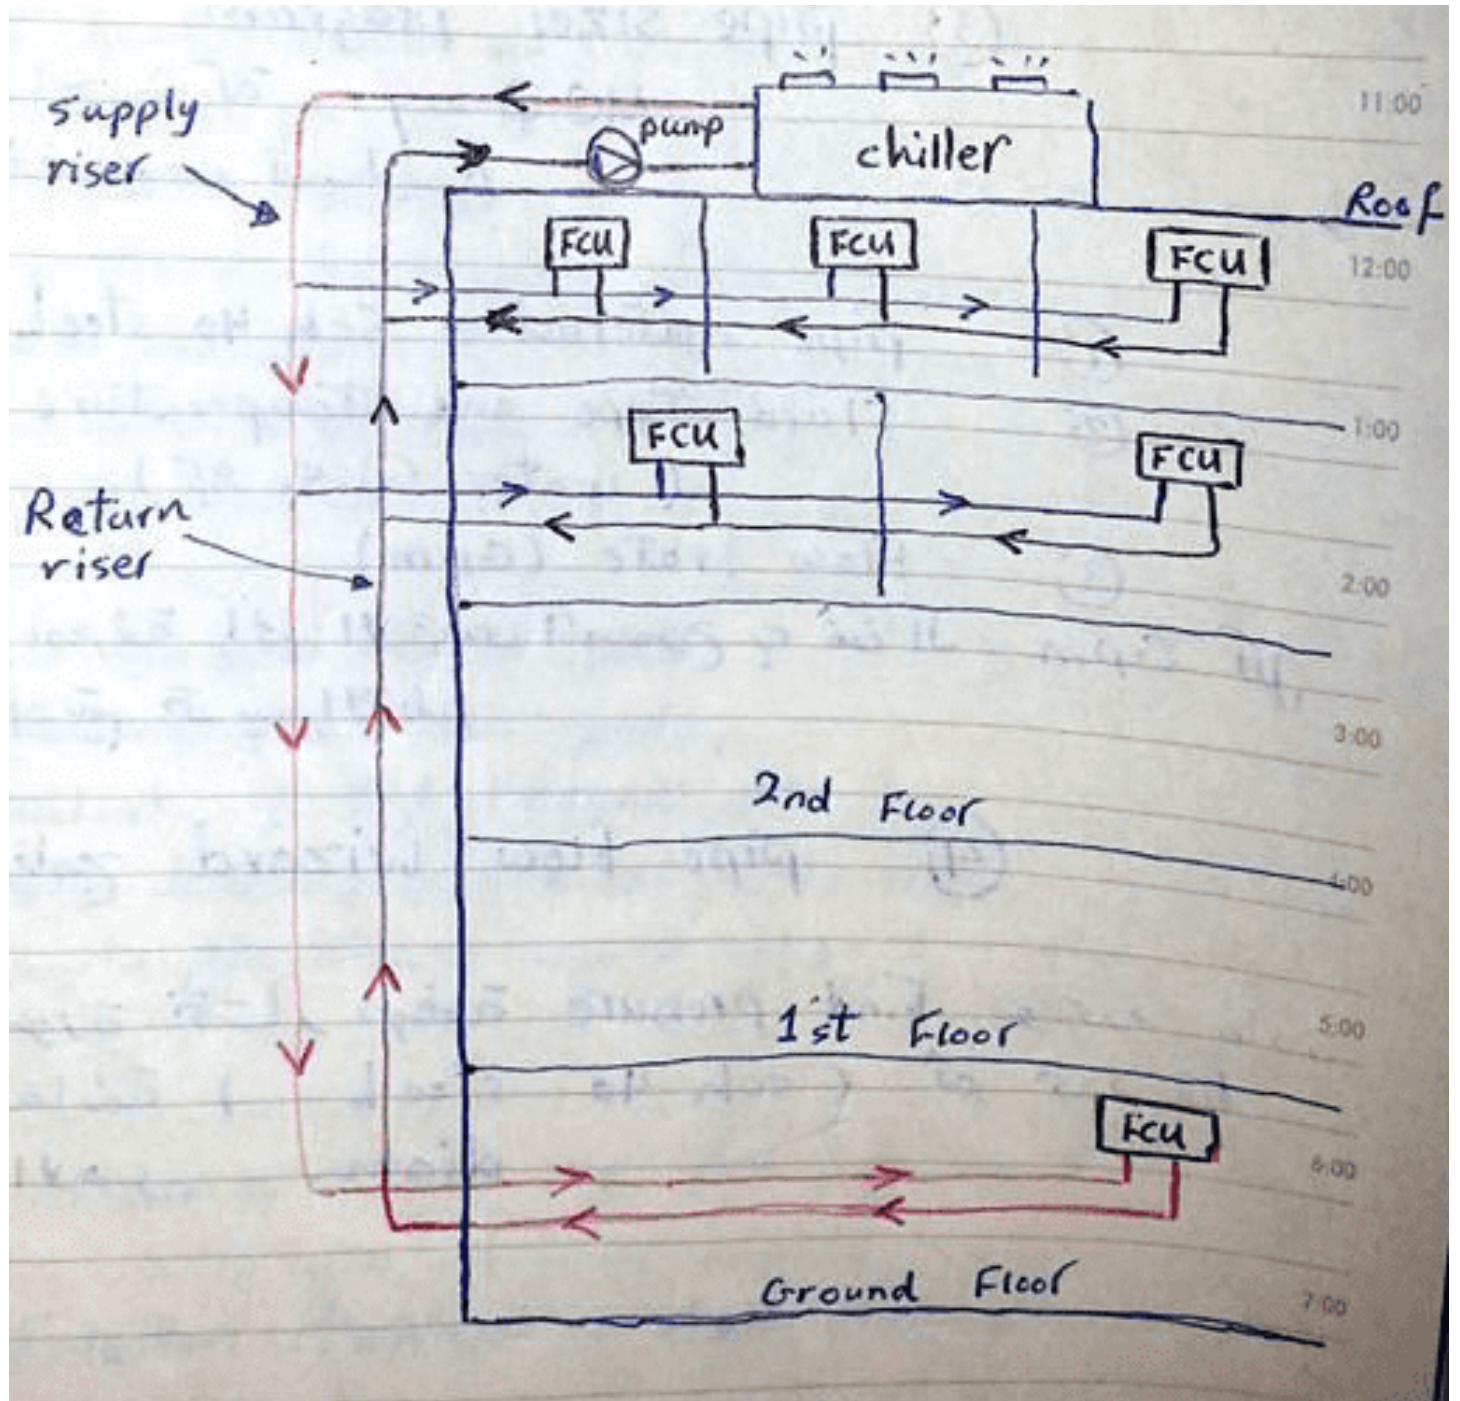 supply
riser
pump
chiller
11:00
Roof
FCU
FCU
FCU
12:00
FCU
FCU
1:00
Return
riser
2:00
3:00
2nd Floor
4:00
1st Floor
5:00
FCU
6:00
Ground Floor
7:00